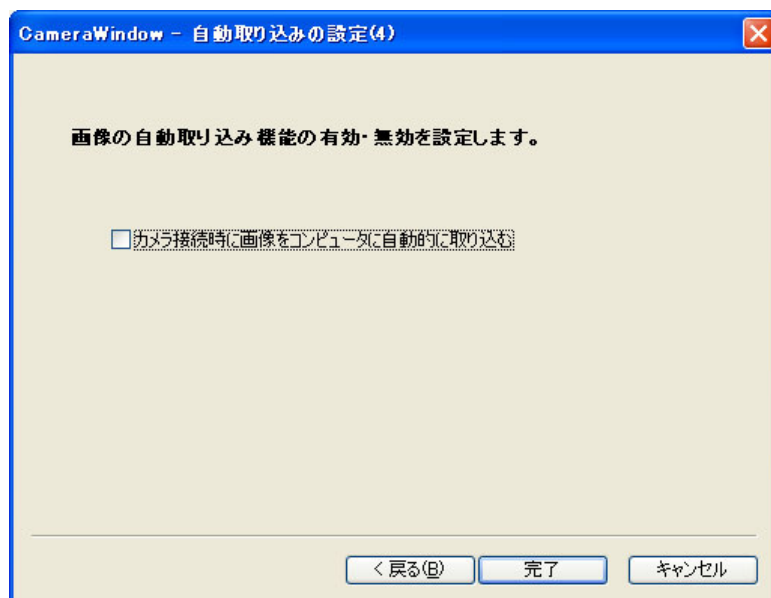 CameraWindow - 自動取り込みの設定(4)
画像の自動取り込み機能の有効・無効を設定します。
カメラ接続時に画像をコンピュータに自動的に取り込む
< 戻る(B)
完了
キャンセル